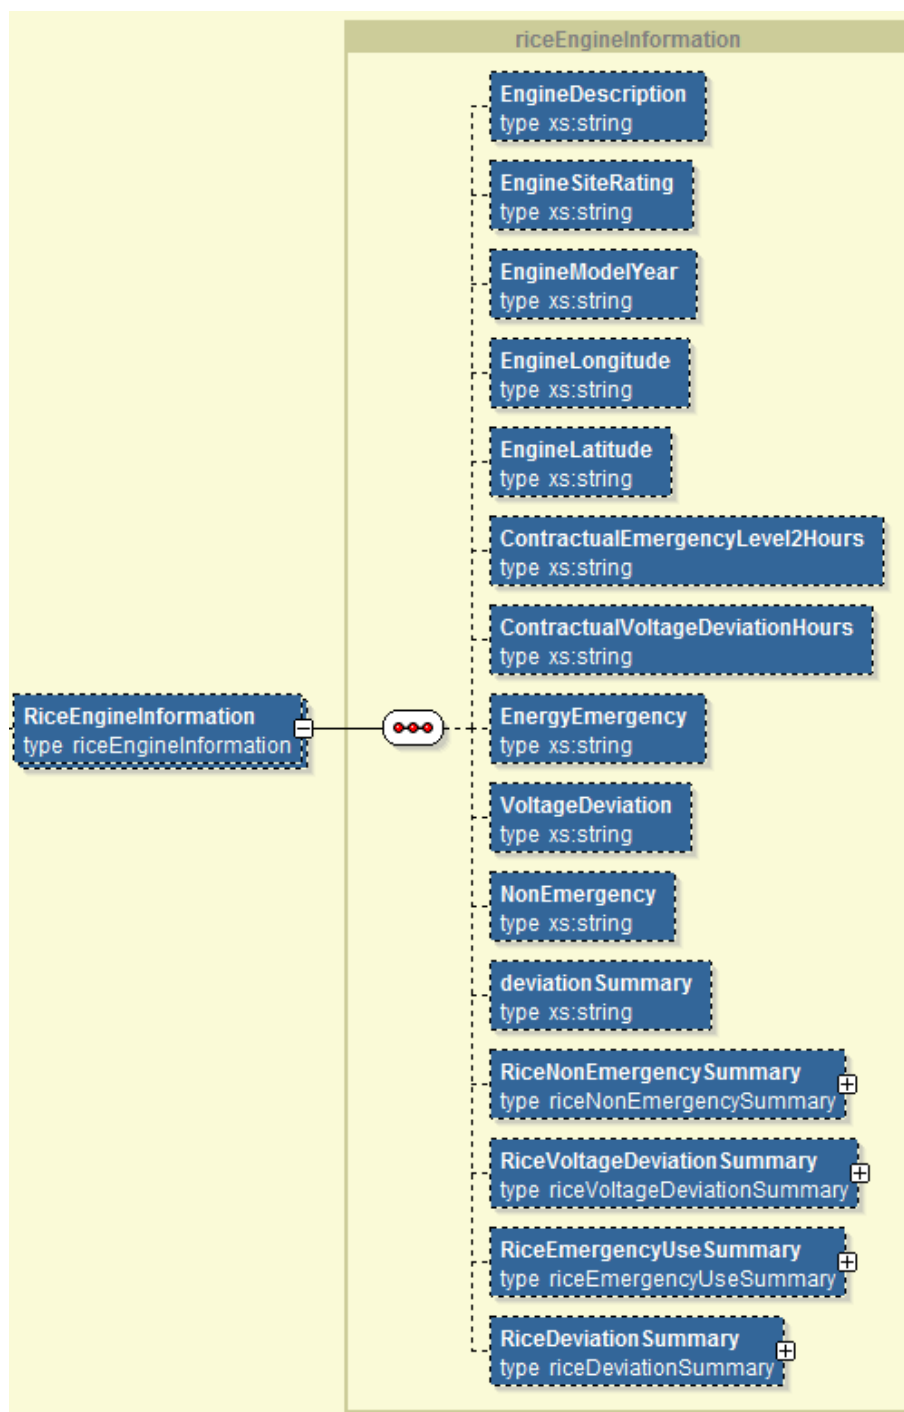 riceEngineInformation
EngineDescription
type xs:string
EngineSiteRating
type xs:string
EngineModelYear
type xs:string
EngineLongitude
type xs:string
EngineLatitude
type xs:string
ContractualEmergencyLevel2Hours
type xs:string
ContractualVoltageDeviationHours
type xs:string
RiceEngineInformation
type riceEngineInformation
EnergyEmergency
type xs:string
VoltageDeviation
type xs:string
NonEmergency
type xs:string
deviationSummary
type xs:string
RiceNonEmergencySummary
type riceNonEmergencySummary
RiceVoltageDeviationSummary
type riceVoltageDeviationSummary
RiceEmergencyUseSummary
type riceEmergencyUseSummary
RiceDeviationSummary
type riceDeviationSummary